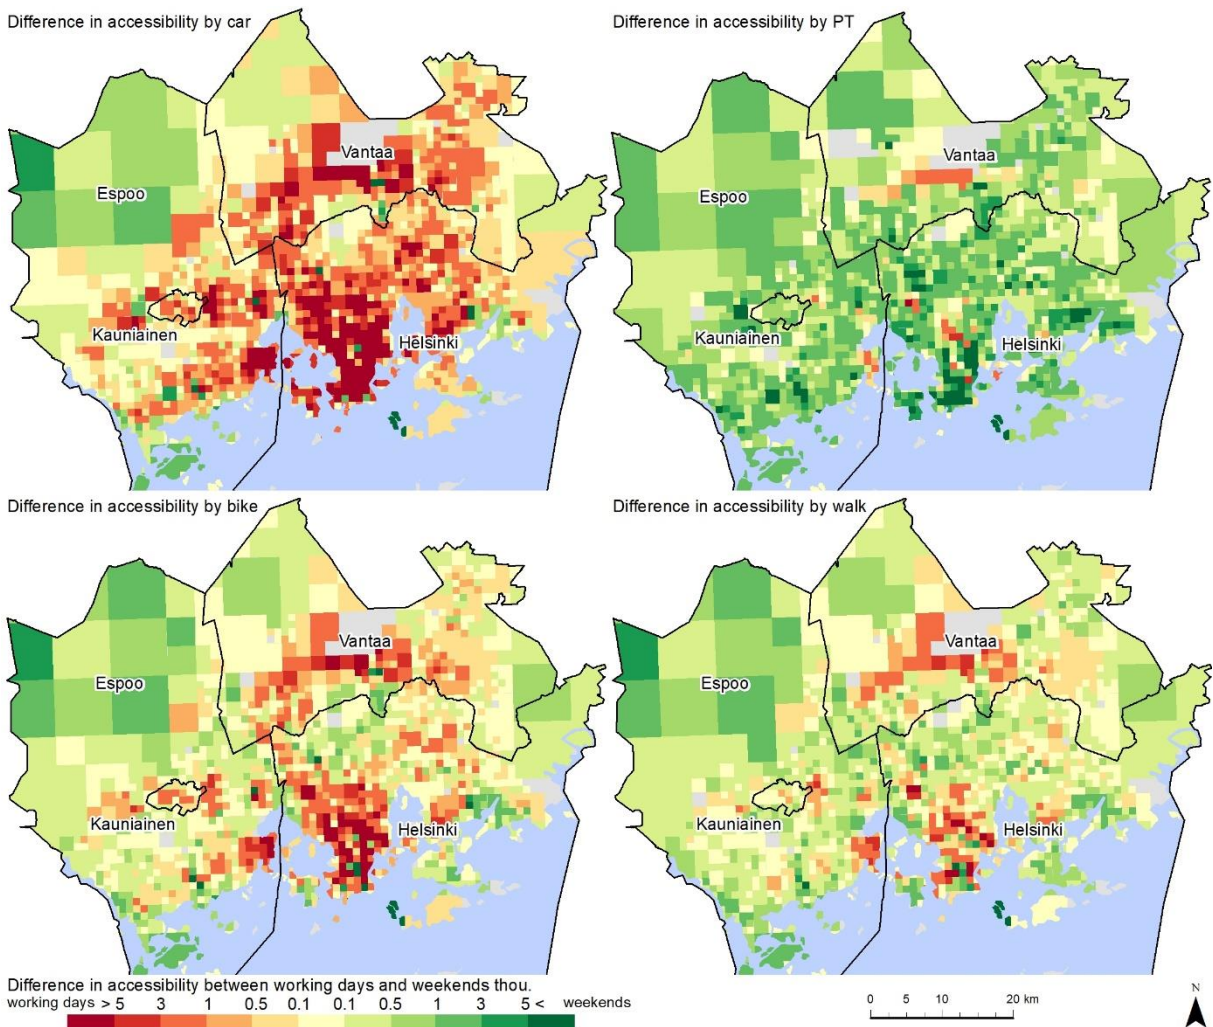 Difference in accessibility by car
Difference in accessibility by PT
Vantaa
Vantaa
Espoo
Espoo
Kauniainen
Helsinki
Kauniainen
Helsinki
Difference in accessibility by bike
Difference in accessibility by walk
Vantaa
Vantaa
Espoo
Espoo
Kauniainen
Helsinki
Kauniainen
Helsinki
Difference in accessibility between working days and weekends thou.
working days > 5 3 1 0.5 0.1 0.1 0.5 1 3 5 < weekends
0 5 10 20 km
N